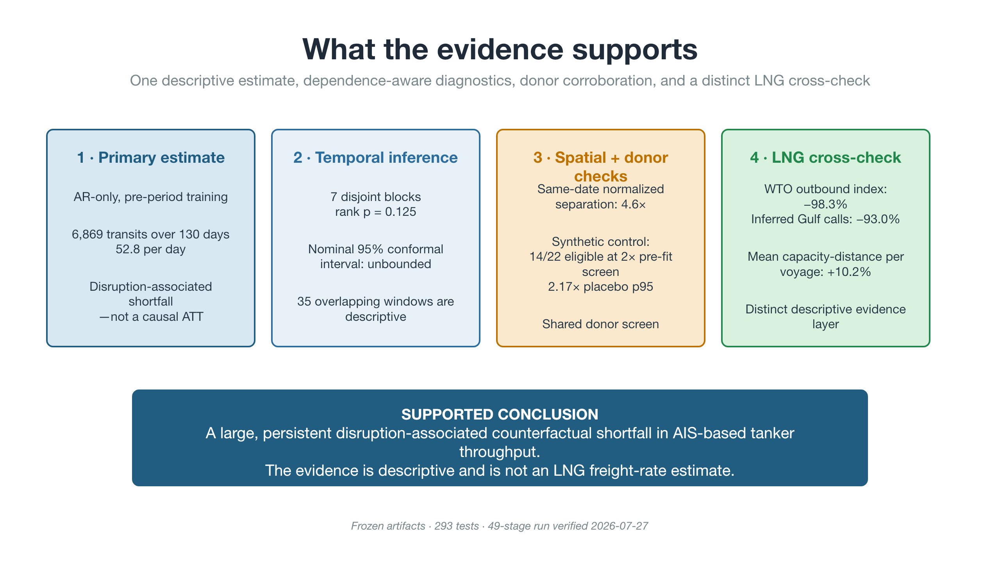 What the evidence supports
One descriptive estimate, dependence-aware diagnostics, donor corroboration, and a distinct LNG cross-check
1 · Primary estimate
AR-only, pre-period training
6,869 transits over 130 days
52.8 per day
Disruption-associated
shortfall
—not a causal ATT
2 · Temporal inference
7 disjoint blocks
rank p = 0.125
Nominal 95% conformal
interval: unbounded
35 overlapping windows are
descriptive
3 · Spatial + donor
checks
Same-date normalized
separation: 4.6×
Synthetic control:
14/22 eligible at 2× pre-fit
screen
2.17× placebo p95
Shared donor screen
4 · LNG cross-check
WTO outbound index:
−98.3%
Inferred Gulf calls: −93.0%
Mean capacity-distance per
voyage: +10.2%
Distinct descriptive evidence
layer
SUPPORTED CONCLUSION
A large, persistent disruption-associated counterfactual shortfall in AIS-based tanker
throughput.
The evidence is descriptive and is not an LNG freight-rate estimate.
Frozen artifacts · 293 tests · 49-stage run verified 2026-07-27